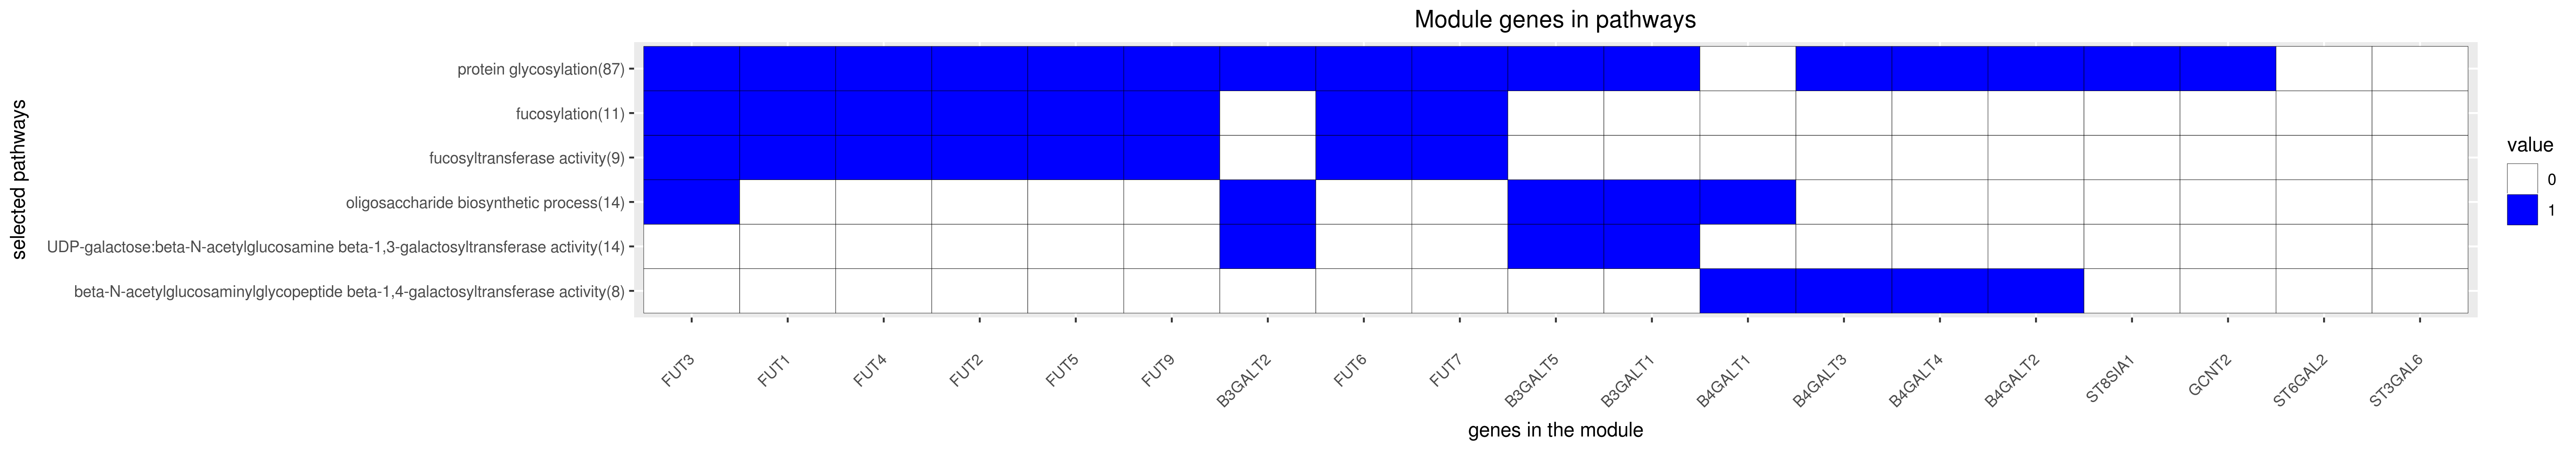 Module genes in pathways
selected pathways
protein glycosylation(87)
fucosylation(11)
fucosyltransferase activity(9)
oligosaccharide biosynthetic process(14)
UDP-galactose:beta-N-acetylglucosamine beta-1,3-galactosyltransferase activity(14)
beta-N-acetylglucosaminylglycopeptide beta-1,4-galactosyltransferase activity(8)
FUT3
FUT1
FUT4
FUT2
FUT5
FUT9
B3GALT2
FUT6
FUT7
B3GALT5
B3GALT1
B4GALT1
B4GALT3
B4GALT4
B4GALT2
ST8SIA1
GCNT2
ST6GAL2
ST3GAL6
genes in the module
value
0
1